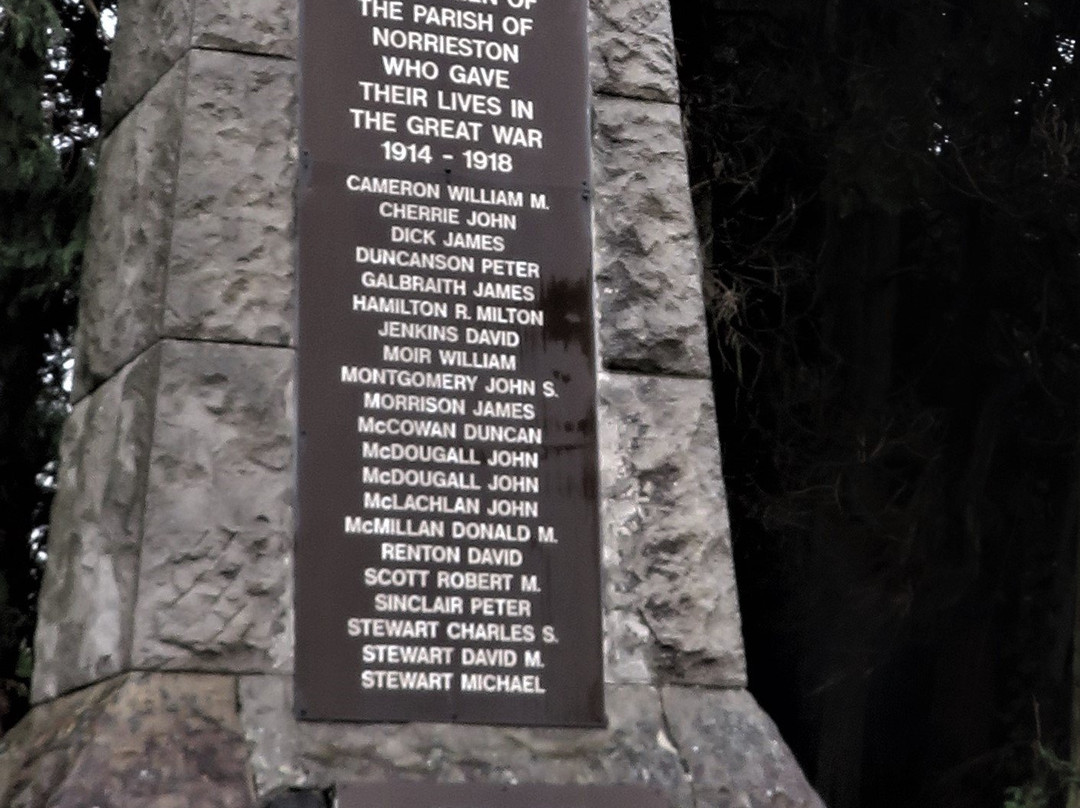 OF
THE PARISH OF
NORRIESTON
WHO GAVE
THEIR LIVES IN
THE GREAT WAR
1914 - 1918
CAMERON WILLIAM M.
CHERRIE JOHN
DICK JAMES
DUNCANSON PETER
GALBRAITH JAMES
HAMILTON R. MILTON
JENKINS DAVID
MOIR WILLIAM
MONTGOMERY JOHN S.
MORRISON JAMES
McCOWAN DUNCAN
McDOUGALL JOHN
McDOUGALL JOHN
McLACHLAN JOHN
McMILLAN DONALD M.
RENTON DAVID
SCOTT ROBERT M.
SINCLAIR PETER
STEWART CHARLES S.
STEWART DAVID M.
STEWART MICHAEL